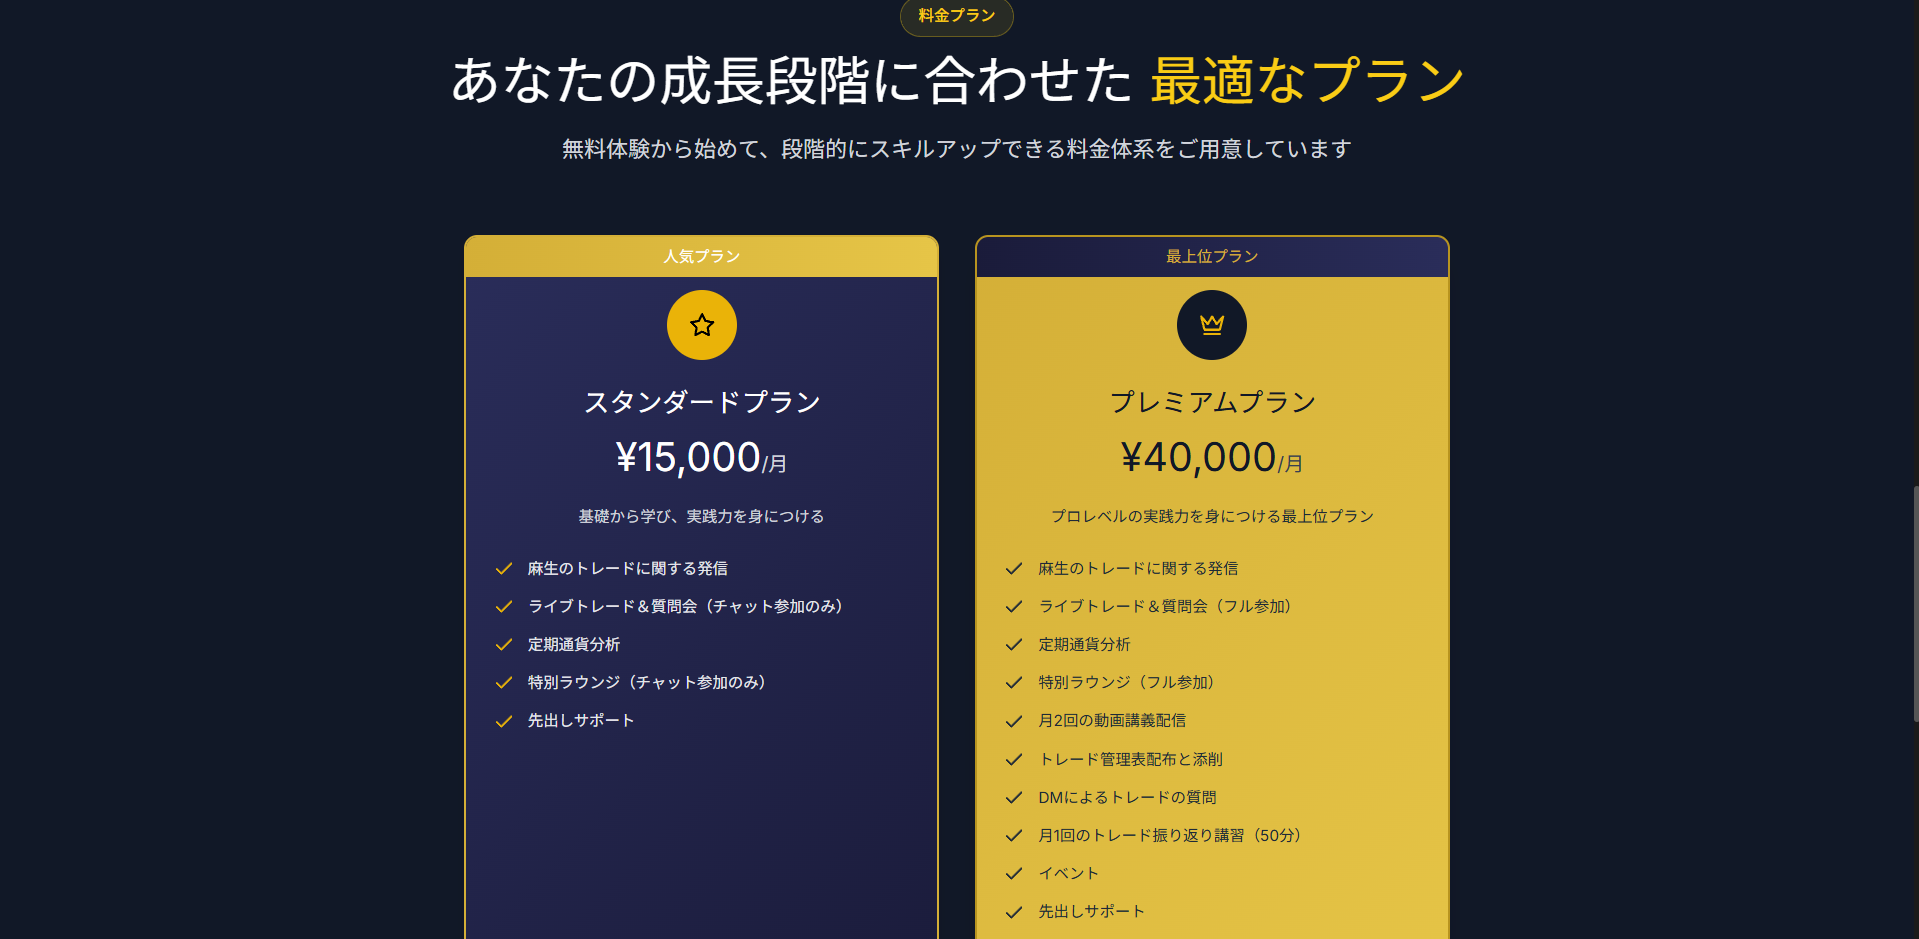 料金プラン
あなたの成長段階に合わせた 最適なプラン
無料体験から始めて、段階的にスキルアップできる料金体系をご用意しています
人気プラン
スタンダードプラン
¥15,000/月
基礎から学び、実践力を身につける
麻生のトレードに関する発信
ライブトレード＆質問会（チャット参加のみ）
定期通貨分析
特別ラウンジ（チャット参加のみ）
先出しサポート
最上位プラン
プレミアムプラン
¥40,000/月
プロレベルの実践力を身につける最上位プラン
麻生のトレードに関する発信
ライブトレード＆質問会（フル参加）
定期通貨分析
特別ラウンジ（フル参加）
月2回の動画講義配信
トレード管理表配布と添削
DMによるトレードの質問
月1回のトレード振り返り講習（50分）
イベント
先出しサポート